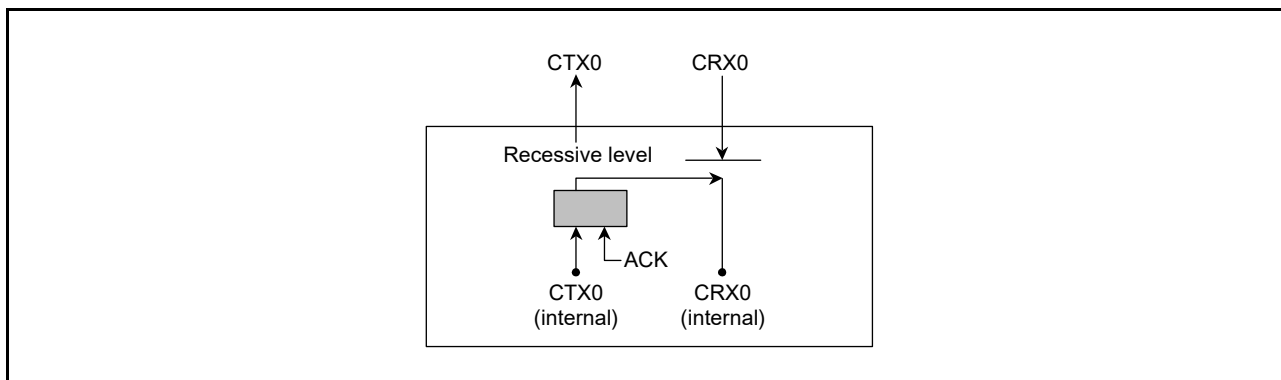 CTX0 CRX0
Recessive level
ACK
CTX0 CRX0
(internal) (internal)